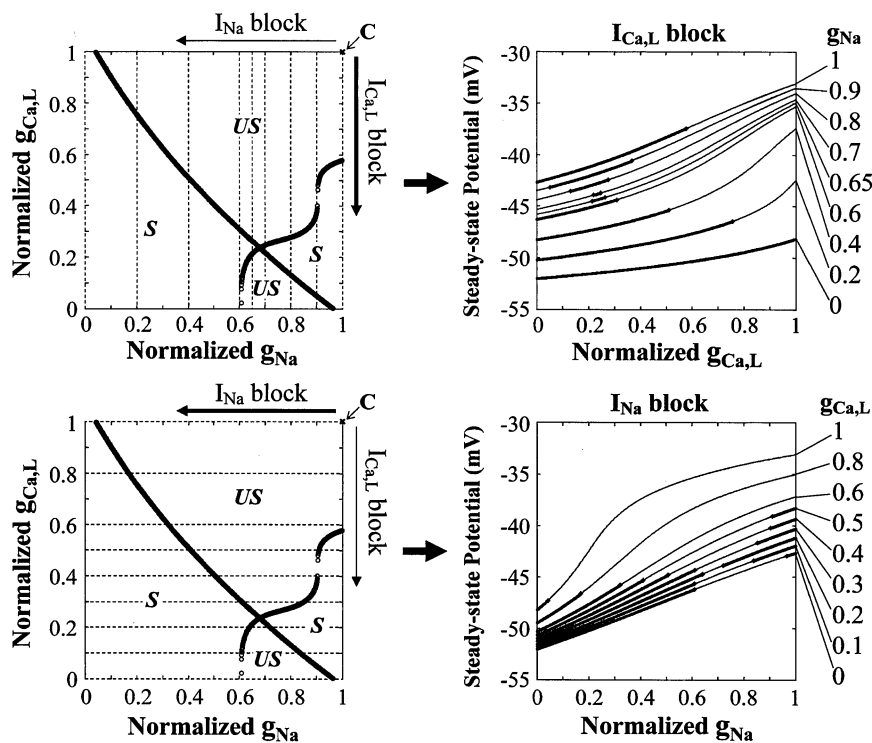 I_Na block
C
I_Ca,L block
Normalized g_Ca,L
1
0.8
0.6
0.4
0.2
0
US
S
S
US
0 0.2 0.4 0.6 0.8 1
Normalized g_Na
I_Ca,L block
g_Na
Steady-state Potential (mV)
-30
-35
-40
-45
-50
-55
1
0.9
0.8
0.7
0.65
0.6
0.4
0.2
0
0 0.2 0.4 0.6 0.8 1
Normalized g_Ca,L
I_Na block
C
I_Ca,L block
Normalized g_Ca,L
1
0.8
0.6
0.4
0.2
0
US
S
S
US
0 0.2 0.4 0.6 0.8 1
Normalized g_Na
I_Na block
g_Ca,L
Steady-state Potential (mV)
-30
-35
-40
-45
-50
-55
1
0.8
0.6
0.5
0.4
0.3
0.2
0.1
0
0 0.2 0.4 0.6 0.8 1
Normalized g_Na